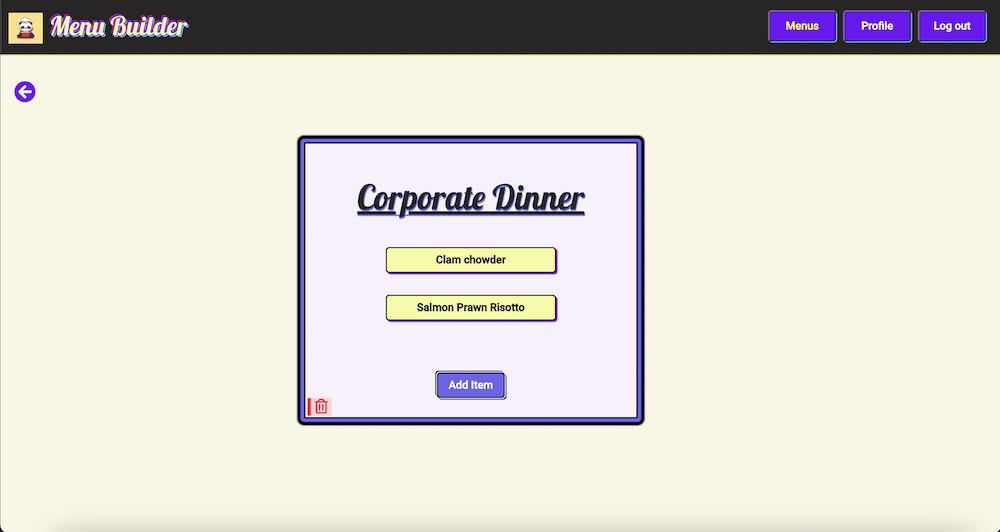 Menu Builder
Menus
Profile
Log out
Corporate Dinner
Clam chowder
Salmon Prawn Risotto
Add Item